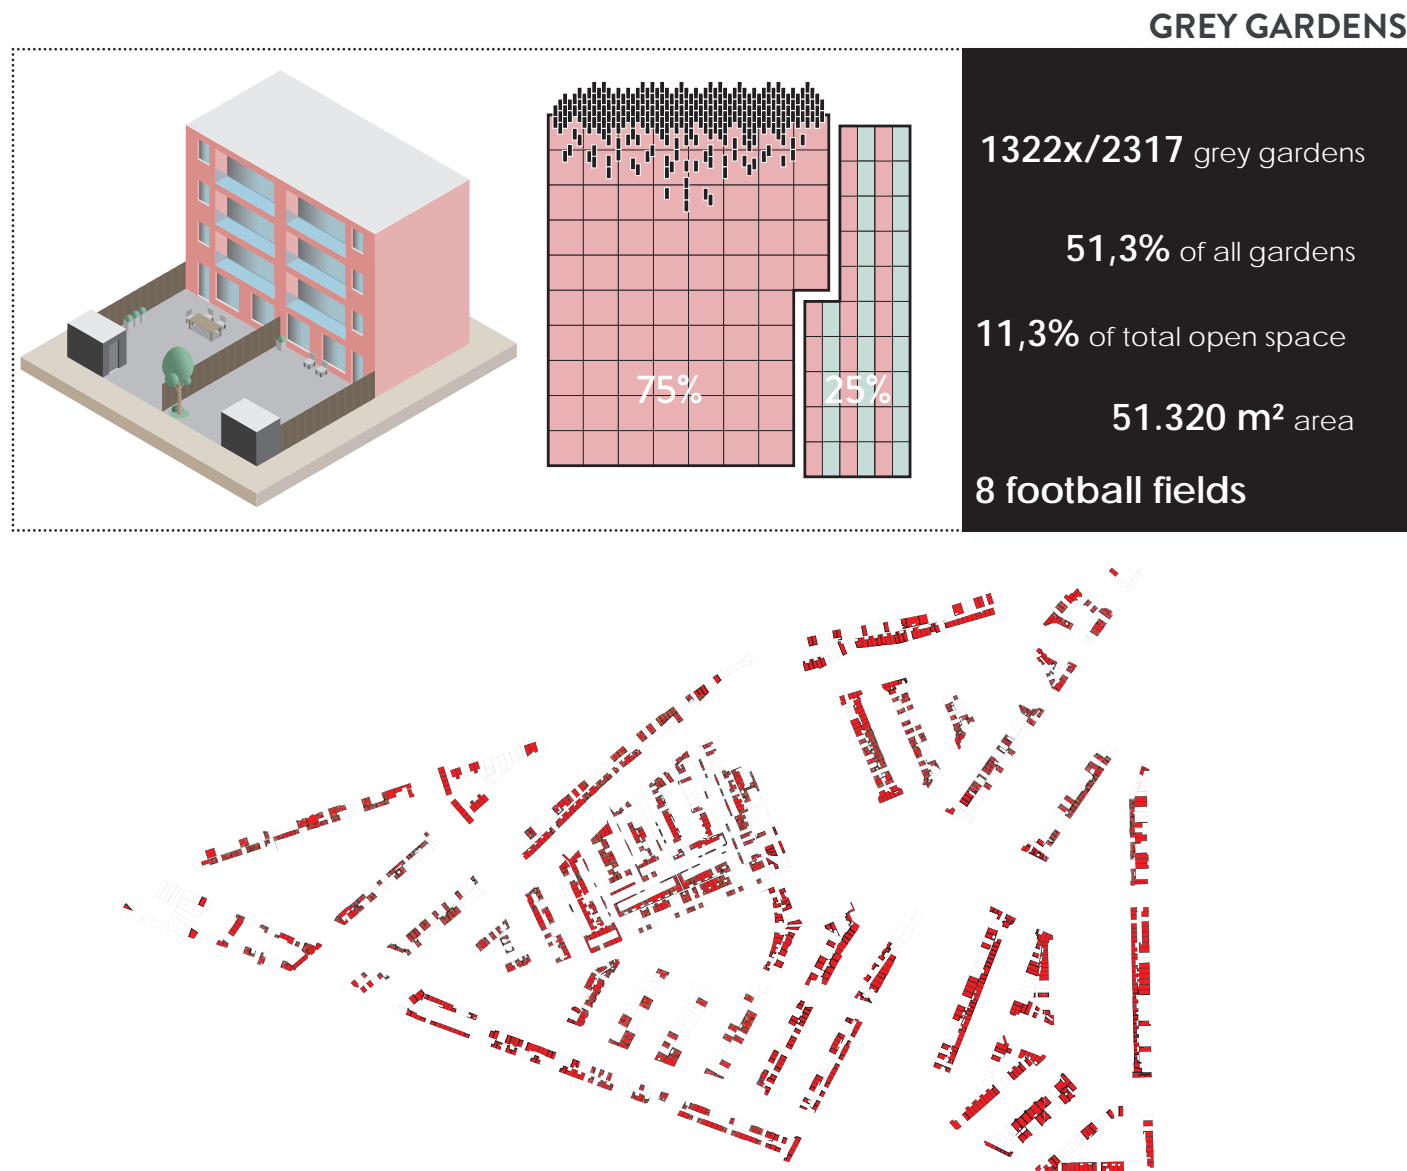 GREY GARDENS
1322x/2317 grey gardens
51,3% of all gardens
11,3% of total open space
75%
25%
51.320 m² area
8 football fields